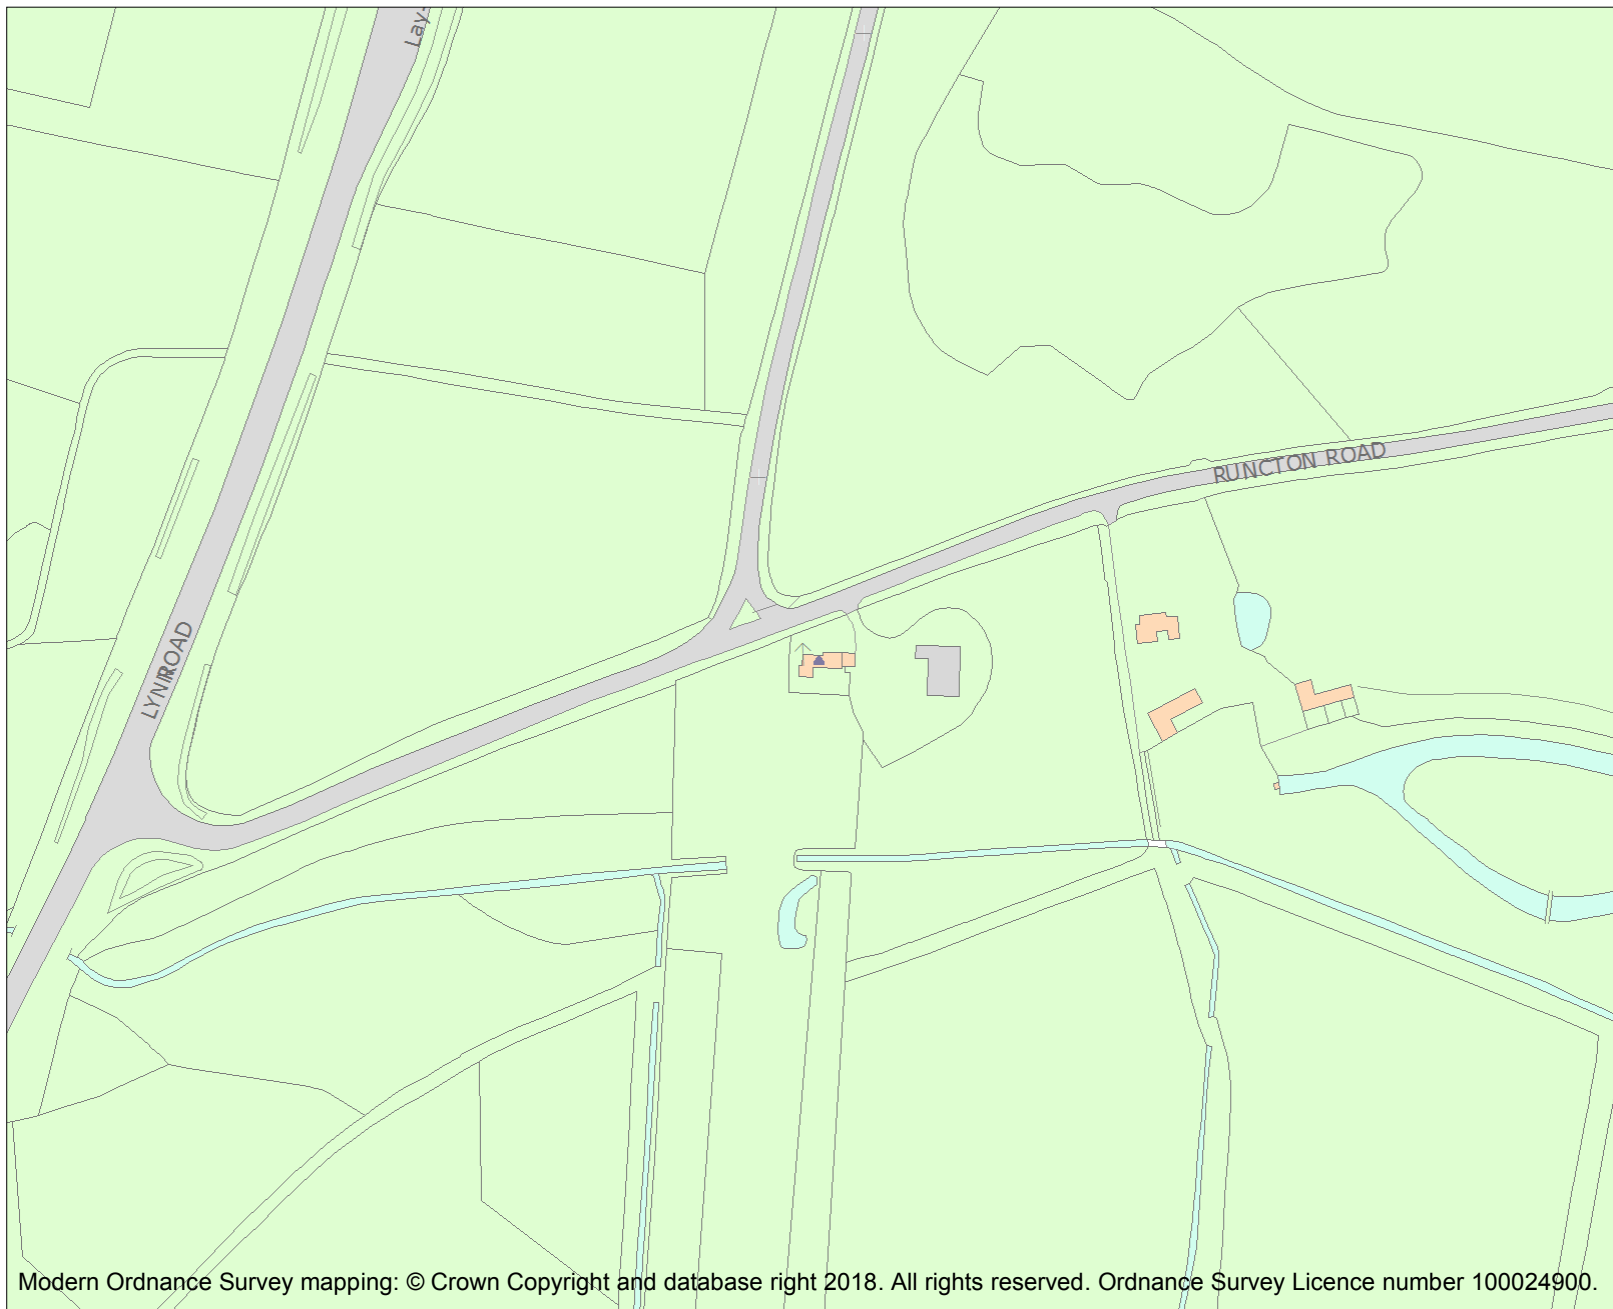 Lay-
RUNCTON ROAD
LYNN ROAD
Modern Ordnance Survey mapping: © Crown Copyright and database right 2018. All rights reserved. Ordnance Survey Licence number 100024900.